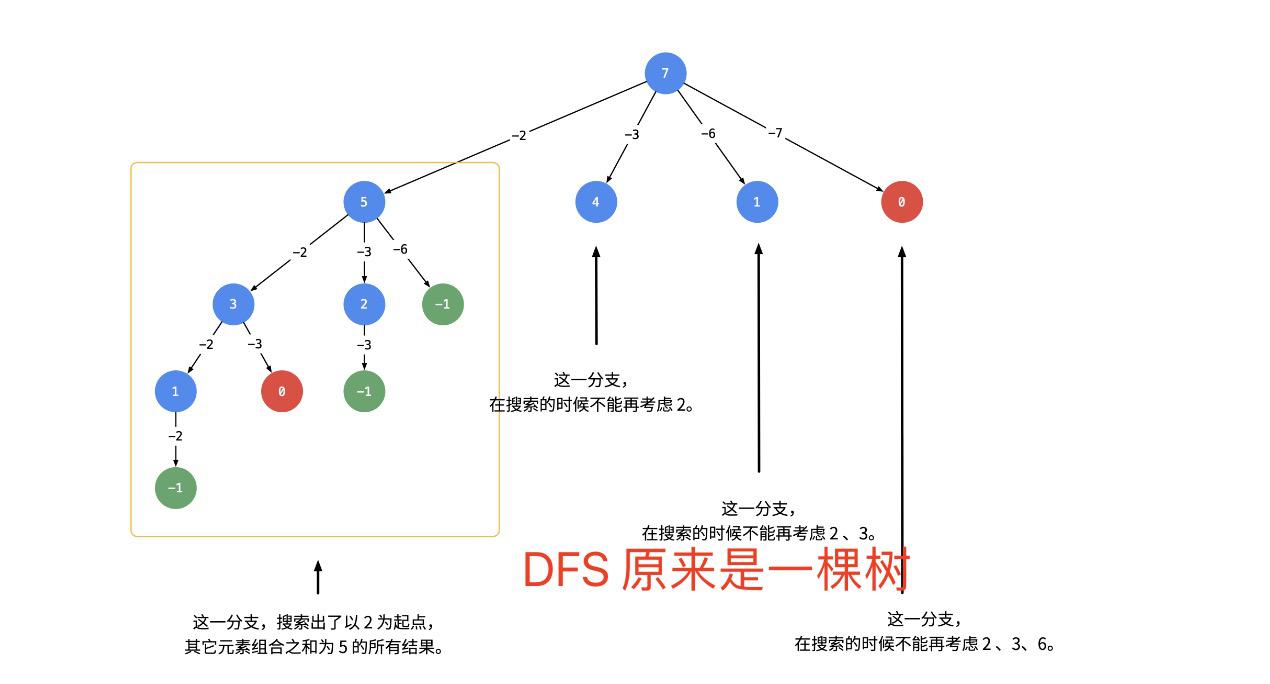 7
-2
-3
-6
-7
5
4
1
0
-2
-3
-6
3
2
-1
-2
-3
-3
1
0
-1
-2
-1
这一分支，
在搜索的时候不能再考虑 2。
这一分支，
在搜索的时候不能再考虑 2 、3。
DFS 原来是一棵树
这一分支，搜索出了以 2 为起点，
其它元素组合之和为 5 的所有结果。
这一分支，
在搜索的时候不能再考虑 2 、3、6。